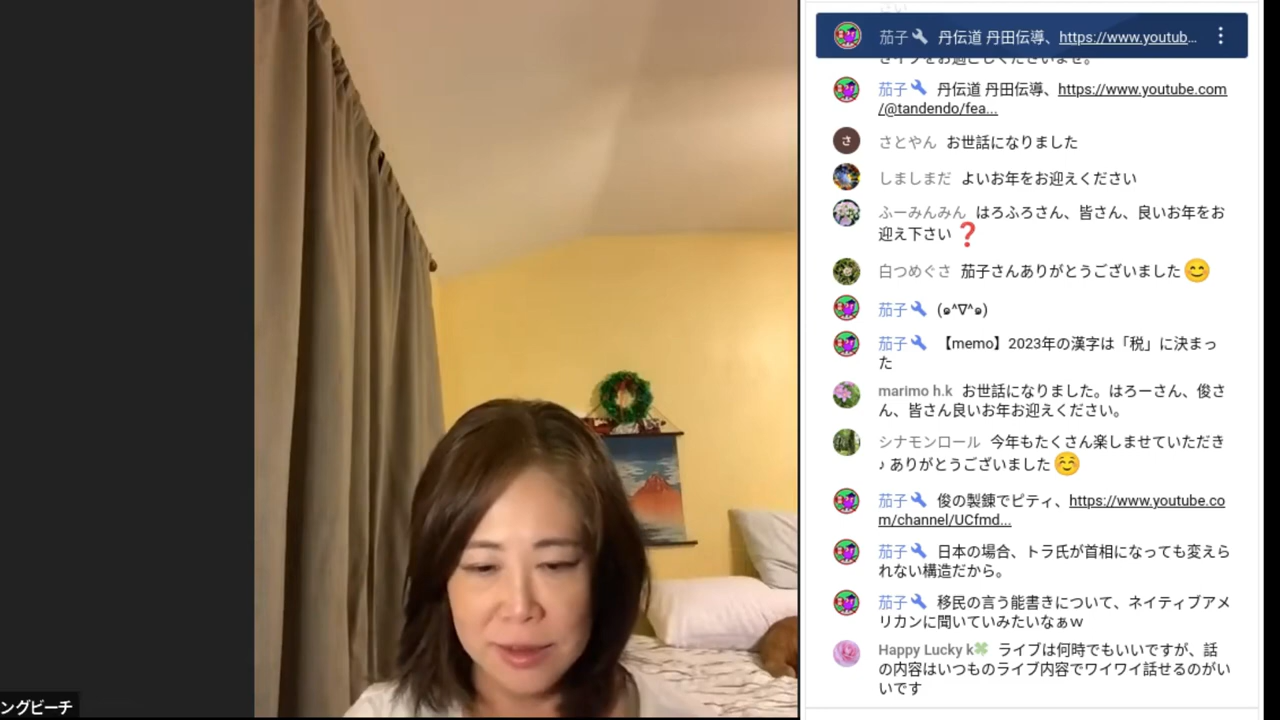 茄子 丹伝道 丹田伝導、https://www.youtub...
茄子 丹伝道 丹田伝導、https://www.youtube.com
/@tandendo/fea...
さ さとやん お世話になりました
しましまだ よいお年をお迎えください
ふーみんみん はろふろさん、皆さん、良いお年をお
迎え下さい❓
白つめぐさ 茄子さんありがとうございました😊
茄子 (๑^∇^๑)
茄子 【memo】2023年の漢字は「税」に決まっ
た
marimo h.k お世話になりました。はろーさん、俊さ
ん、皆さん良いお年お迎えください。
シナモンロール 今年もたくさん楽しませていただき
♪ ありがとうございました☺️
茄子 俊の製錬でピティ、https://www.youtube.co
m/channel/UCfmd...
茄子 日本の場合、トラ氏が首相になっても変えら
れない構造だから。
茄子 移民の言う能書きについて、ネイティブアメ
リカンに聞いていみたいなぁw
Happy Lucky k🍀 ライブは何時でもいいですが、話
の内容はいつものライブ内容でワイワイ話せるのがい
いです
ングビーチ